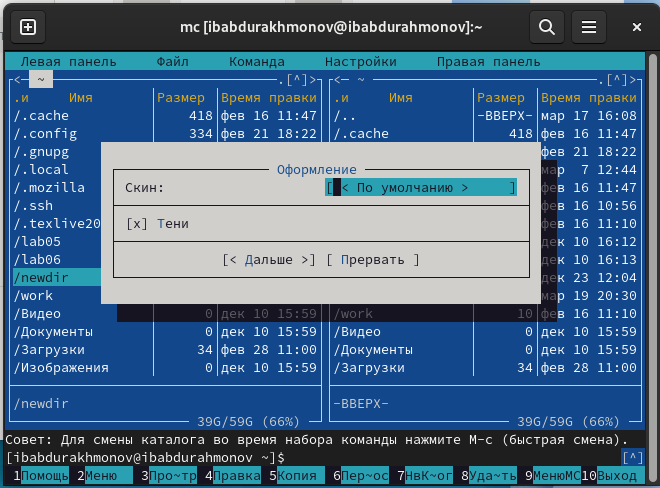 mc [ibabdurakhmonov@ibabdurahmonov]:~
Левая панель Файл Команда Настройки Правая панель
<─ ~ .[^]> <─ ~ .[^]>
.и Имя Размер Время правки .и Имя Размер Время правки
/.cache 418 фев 16 11:47 /.. -ВВЕРХ- мар 17 16:08
/.config 334 фев 21 18:22 /.cache 418 фев 16 11:47
/.gnupg фев 21 18:22
/.local мар 7 12:44
/.mozilla фев 16 11:47
/.ssh фев 16 10:56
/.texlive20 фев 16 11:10
/lab05 дек 10 16:12
/lab06 дек 10 16:13
/newdir дек 23 12:04
/work мар 19 20:30
Оформление
Скин: [ < По умолчанию > ]
[x] Тени
[< Дальше >] [ Прервать ]
/Видео 0 дек 10 15:59 /work 10 фев 16 11:10
/Документы 0 дек 10 15:59 /Видео 0 дек 10 15:59
/Загрузки 34 фев 28 11:00 /Документы 0 дек 10 15:59
/Изображения 0 дек 10 15:59 /Загрузки 34 фев 28 11:00
/newdir -ВВЕРХ-
39G/59G (66%) 39G/59G (66%)
Совет: Для смены каталога во время набора команды нажмите M-c (быстрая смена).
[ibabdurakhmonov@ibabdurahmonov ~]$ [^]
1Помощь 2Меню 3Про~тр 4Правка 5Копия 6Пер~ос 7НвК~ог 8Уда~ть 9МенюМС 10Выход